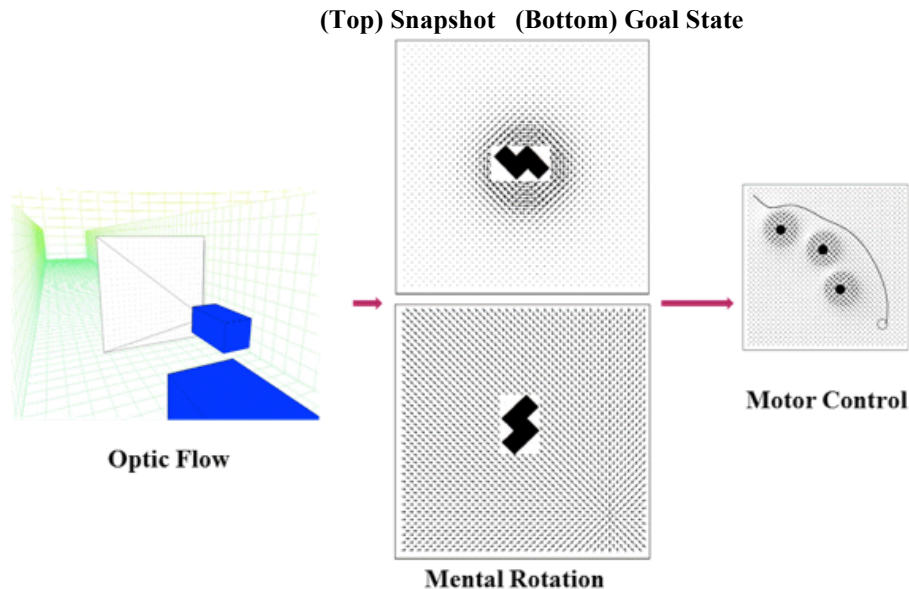 (Top) Snapshot (Bottom) Goal State
Optic Flow
Mental Rotation
Motor Control